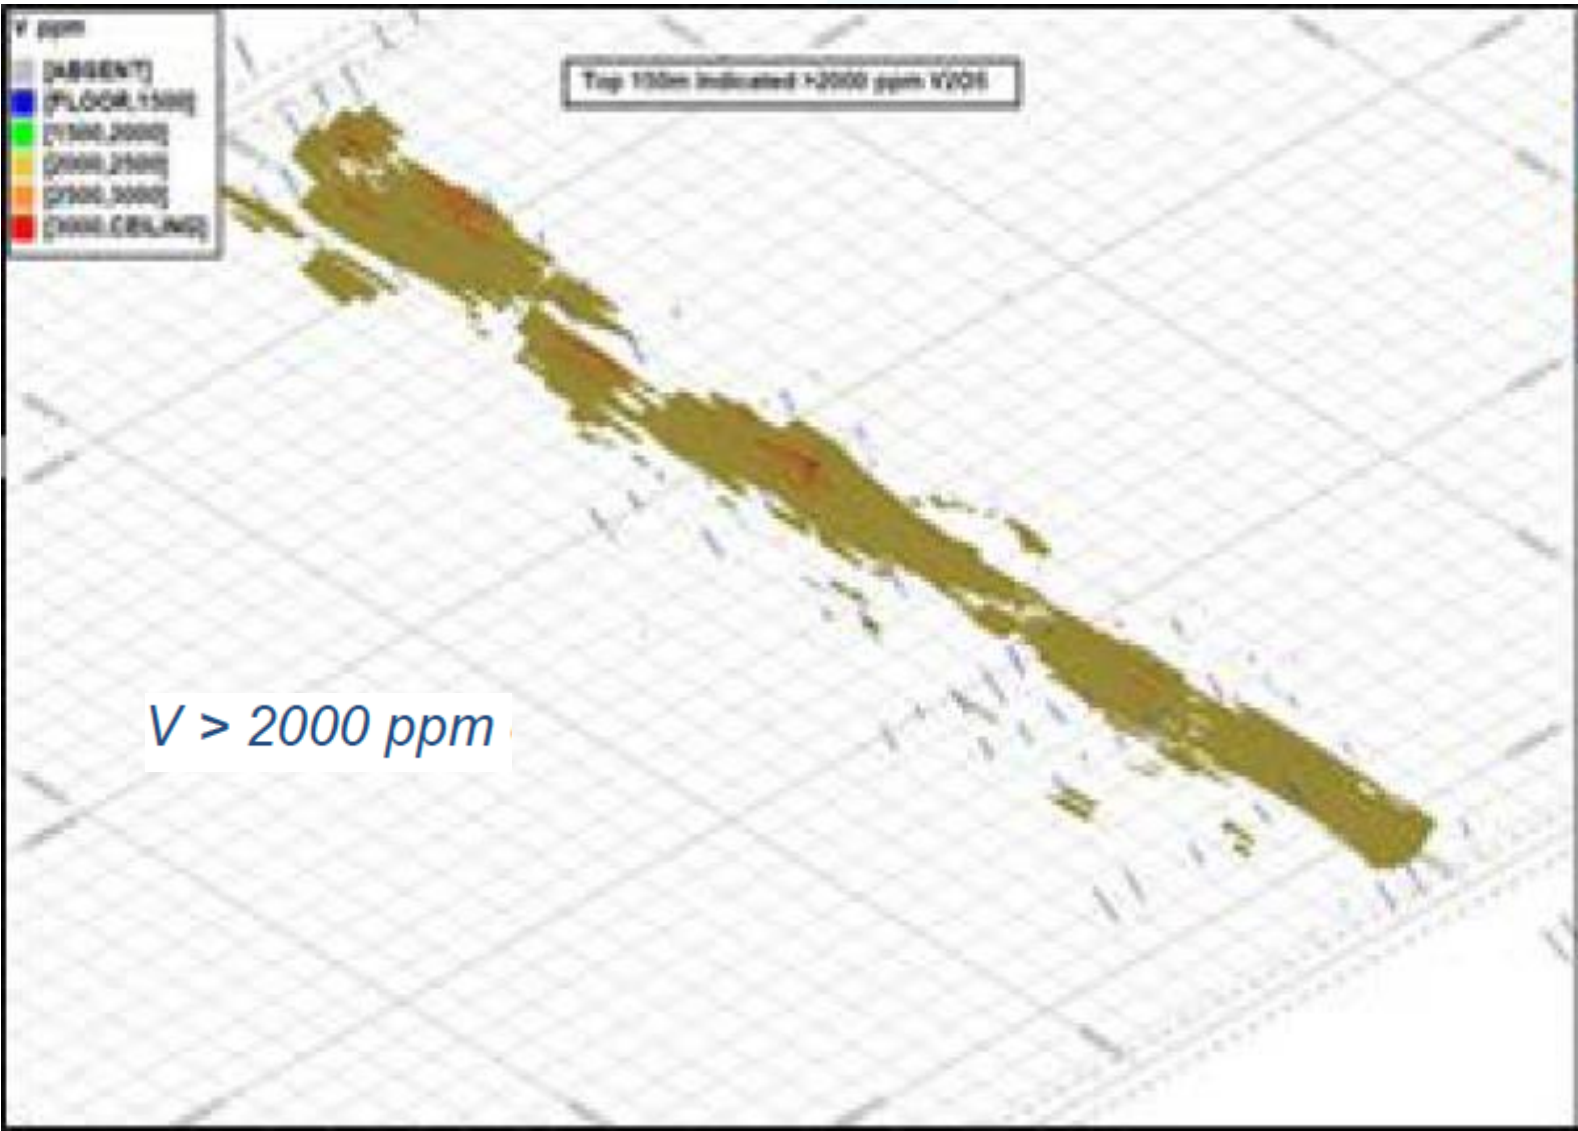 V ppm
[ABSENT]
[FLOOR,1500]
[1500,2000]
[2000,2500]
[2500,3000]
[3000,CEILING]
Top 150m Indicated >2000 ppm V2O5
V > 2000 ppm